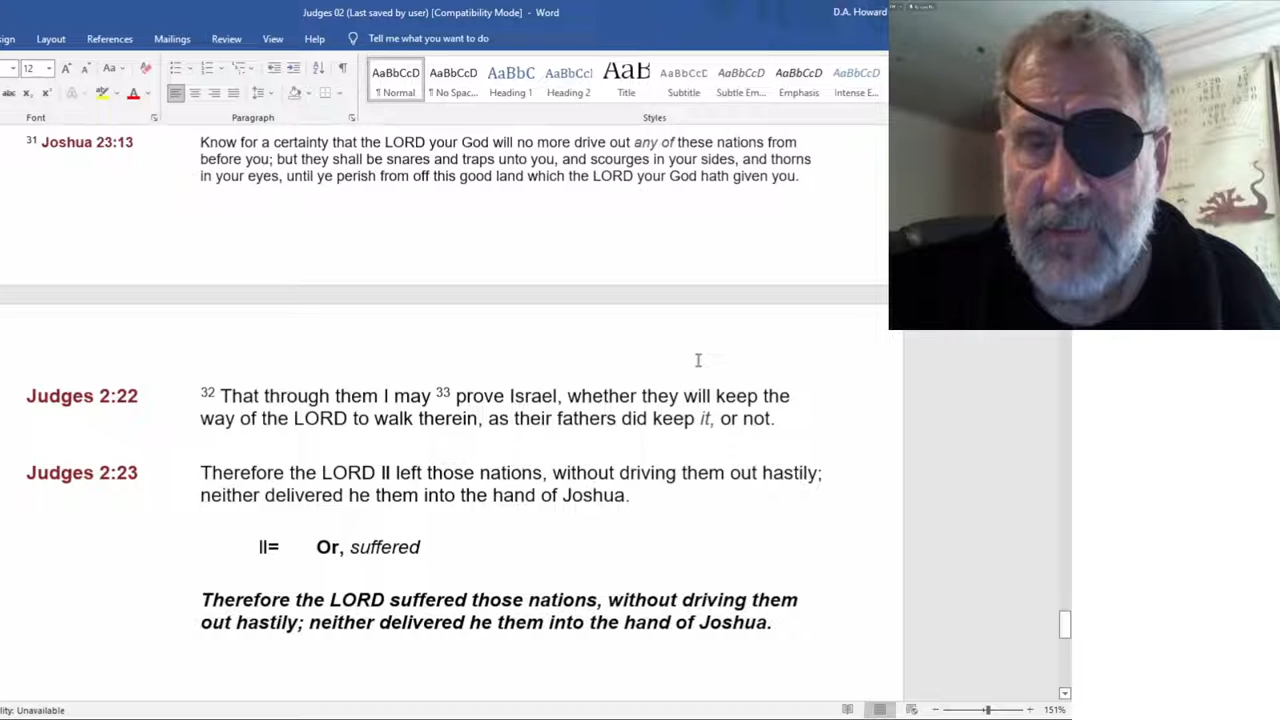 Judges 02 (Last saved by user) [Compatibility Mode] - Word
D.A. Howard
sign Layout References Mailings Review View Help Tell me what you want to do
12 Aa
AaBbCcD AaBbCcD AaBbC AaBbCcl AaB AaBbCcD AaBbCcD AaBbCcD AaBbCcD
¶ Normal ¶ No Spac... Heading 1 Heading 2 Title Subtitle Subtle Em... Emphasis Intense E...
Font Paragraph Styles
31 Joshua 23:13 Know for a certainty that the LORD your God will no more drive out any of these nations from
before you; but they shall be snares and traps unto you, and scourges in your sides, and thorns
in your eyes, until ye perish from off this good land which the LORD your God hath given you.
Judges 2:22 32 That through them I may 33 prove Israel, whether they will keep the
way of the LORD to walk therein, as their fathers did keep it, or not.
Judges 2:23 Therefore the LORD ll left those nations, without driving them out hastily;
neither delivered he them into the hand of Joshua.
ll= Or, suffered
Therefore the LORD suffered those nations, without driving them
out hastily; neither delivered he them into the hand of Joshua.
ility: Unavailable
151%